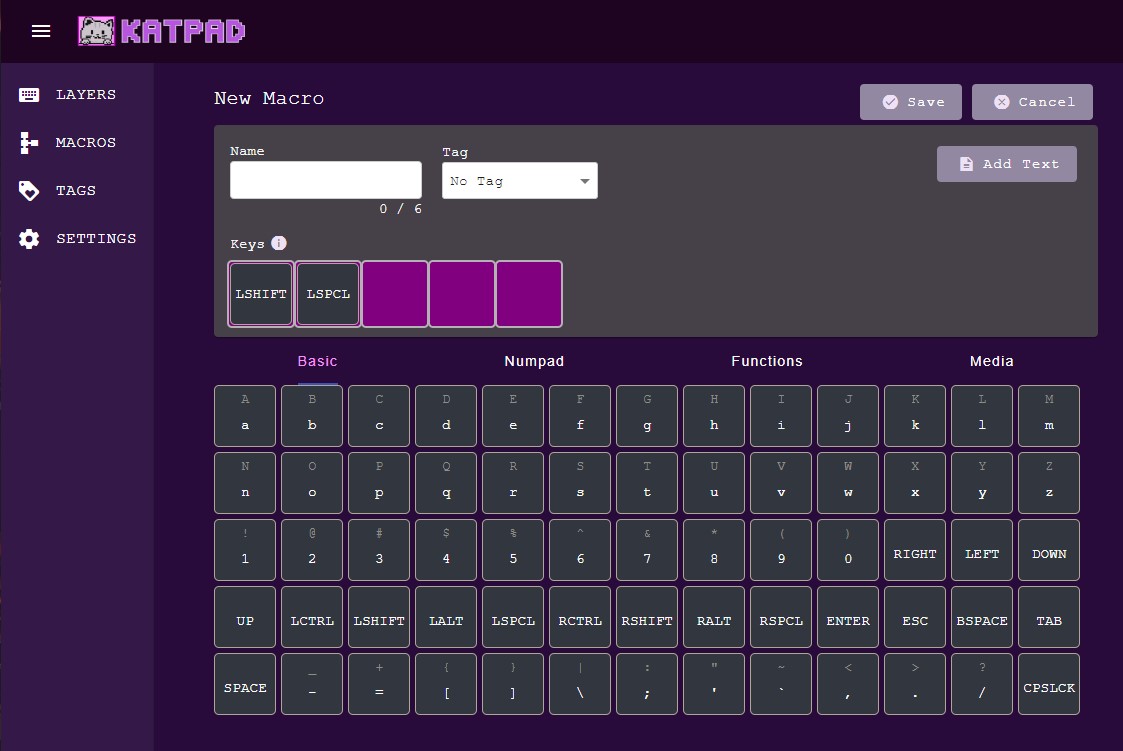 KATPAD
LAYERS
MACROS
TAGS
SETTINGS
New Macro
Save
Cancel
Name
Tag
No Tag
0 / 6
Add Text
Keys
LSHIFT LSPCL
Basic Numpad Functions Media
A B C D E F G H I J K L M
a b c d e f g h i j k l m
N O P Q R S T U V W X Y Z
n o p q r s t u v w x y z
! @ # $ % ^ & * ( )
1 2 3 4 5 6 7 8 9 0 RIGHT LEFT DOWN
UP LCTRL LSHIFT LALT LSPCL RCTRL RSHIFT RALT RSPCL ENTER ESC BSPACE TAB
_ + { } | : " ~ < > ?
SPACE - = [ ] \ ; ' ` , . / CPSLCK